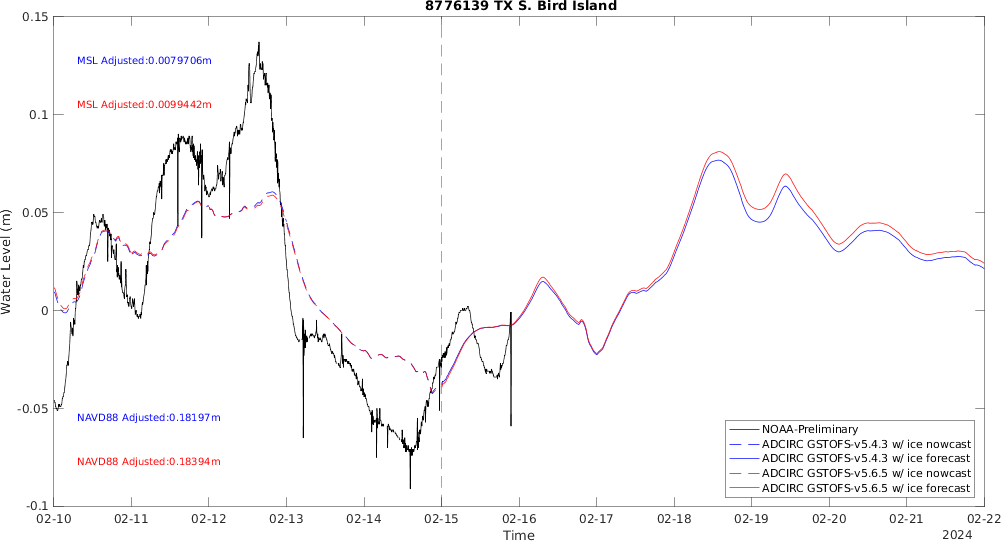 8776139 TX S. Bird Island
0.15
0.1
0.05
0
-0.05
-0.1
Water Level (m)
MSL Adjusted:0.0079706m
MSL Adjusted:0.0099442m
NAVD88 Adjusted:0.18197m
NAVD88 Adjusted:0.18394m
NOAA-Preliminary
ADCIRC GSTOFS-v5.4.3 w/ ice nowcast
ADCIRC GSTOFS-v5.4.3 w/ ice forecast
ADCIRC GSTOFS-v5.6.5 w/ ice nowcast
ADCIRC GSTOFS-v5.6.5 w/ ice forecast
02-10 02-11 02-12 02-13 02-14 02-15 02-16 02-17 02-18 02-19 02-20 02-21 02-22
Time
2024